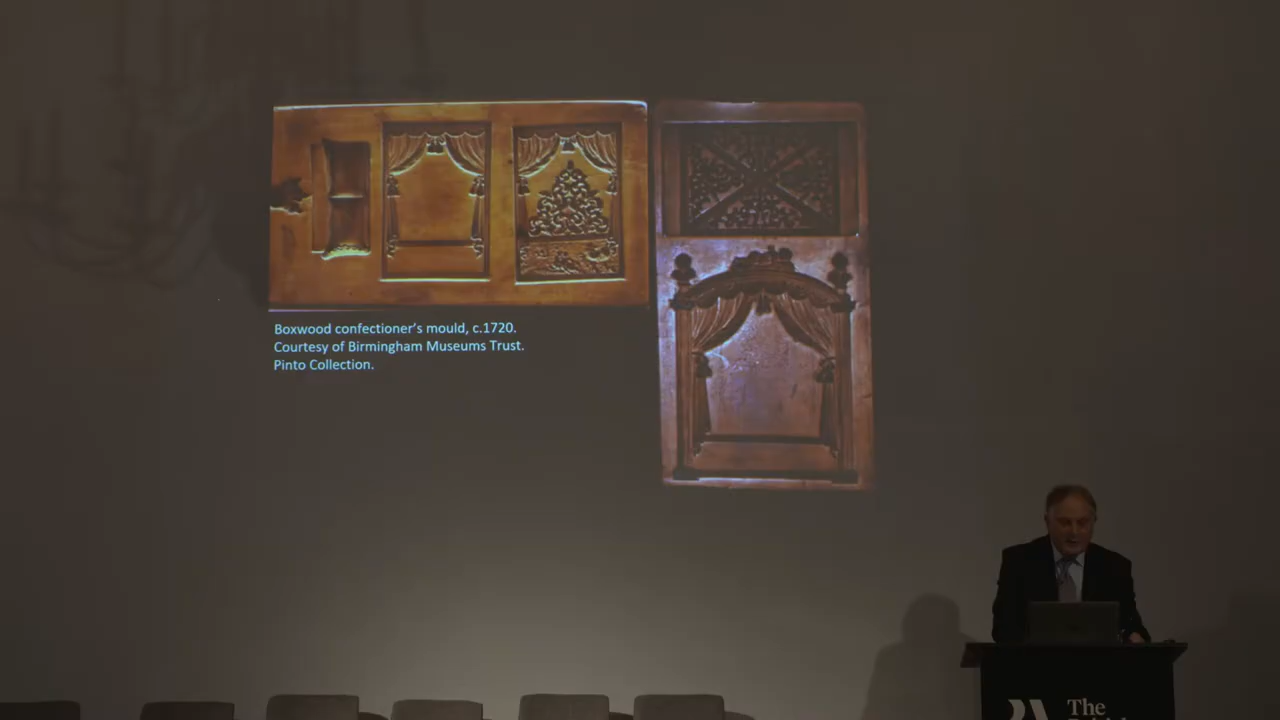 Boxwood confectioner's mould, c.1720.
Courtesy of Birmingham Museums Trust.
Pinto Collection.
The